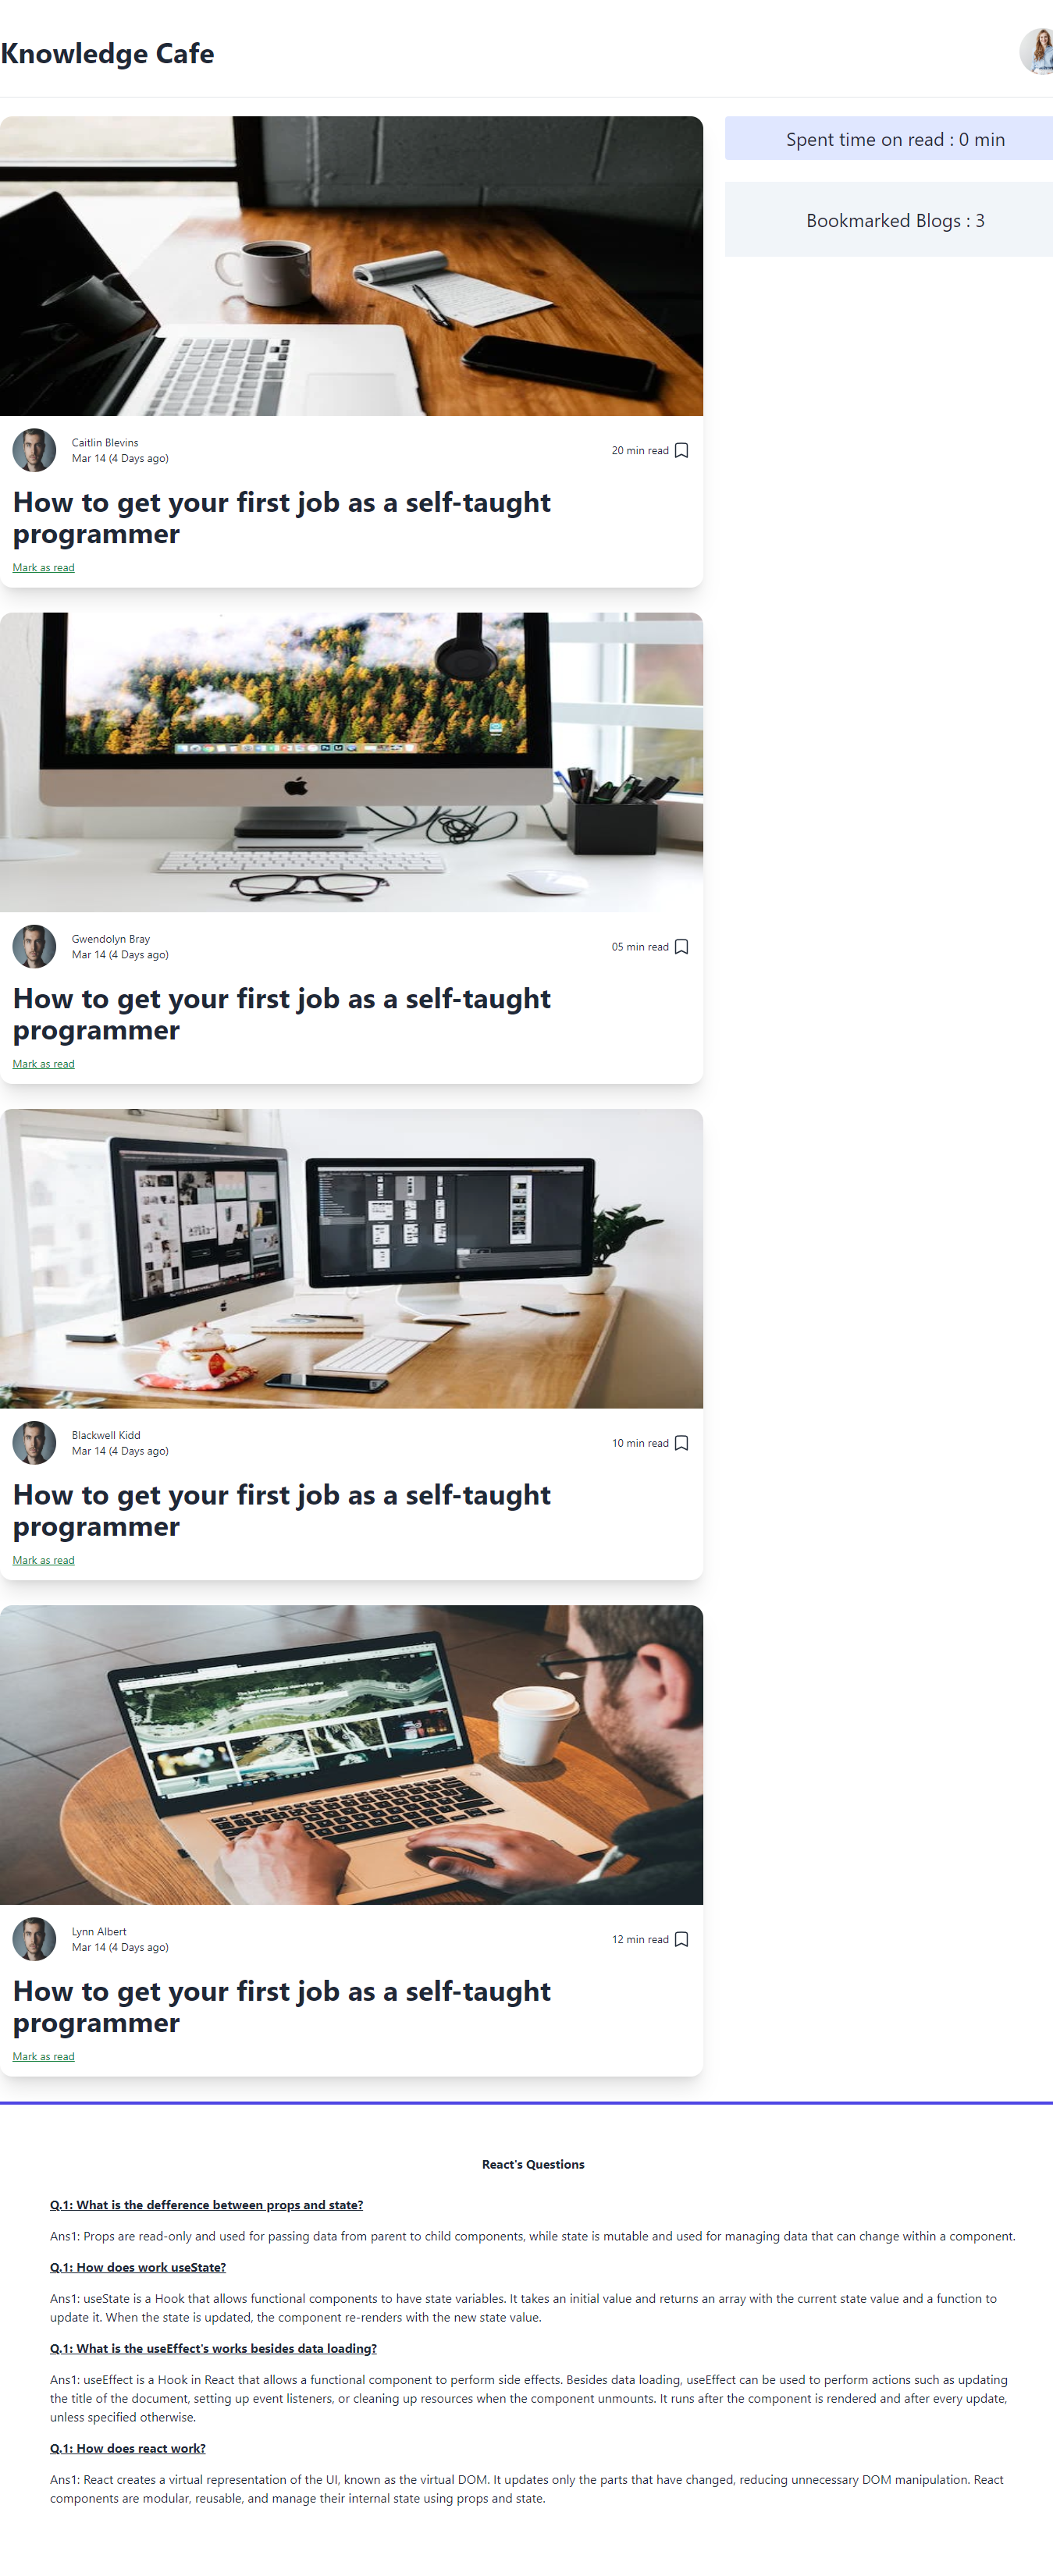 Knowledge Cafe
Spent time on read : 0 min
Bookmarked Blogs : 3
Caitlin Blevins
Mar 14 (4 Days ago)
20 min read
How to get your first job as a self-taught
programmer
Mark as read
Gwendolyn Bray
Mar 14 (4 Days ago)
05 min read
How to get your first job as a self-taught
programmer
Mark as read
Blackwell Kidd
Mar 14 (4 Days ago)
10 min read
How to get your first job as a self-taught
programmer
Mark as read
Lynn Albert
Mar 14 (4 Days ago)
12 min read
How to get your first job as a self-taught
programmer
Mark as read
React's Questions
Q.1: What is the defference between props and state?
Ans1: Props are read-only and used for passing data from parent to child components, while state is mutable and used for managing data that can change within a component.
Q.1: How does work useState?
Ans1: useState is a Hook that allows functional components to have state variables. It takes an initial value and returns an array with the current state value and a function to
update it. When the state is updated, the component re-renders with the new state value.
Q.1: What is the useEffect's works besides data loading?
Ans1: useEffect is a Hook in React that allows a functional component to perform side effects. Besides data loading, useEffect can be used to perform actions such as updating
the title of the document, setting up event listeners, or cleaning up resources when the component unmounts. It runs after the component is rendered and after every update,
unless specified otherwise.
Q.1: How does react work?
Ans1: React creates a virtual representation of the UI, known as the virtual DOM. It updates only the parts that have changed, reducing unnecessary DOM manipulation. React
components are modular, reusable, and manage their internal state using props and state.